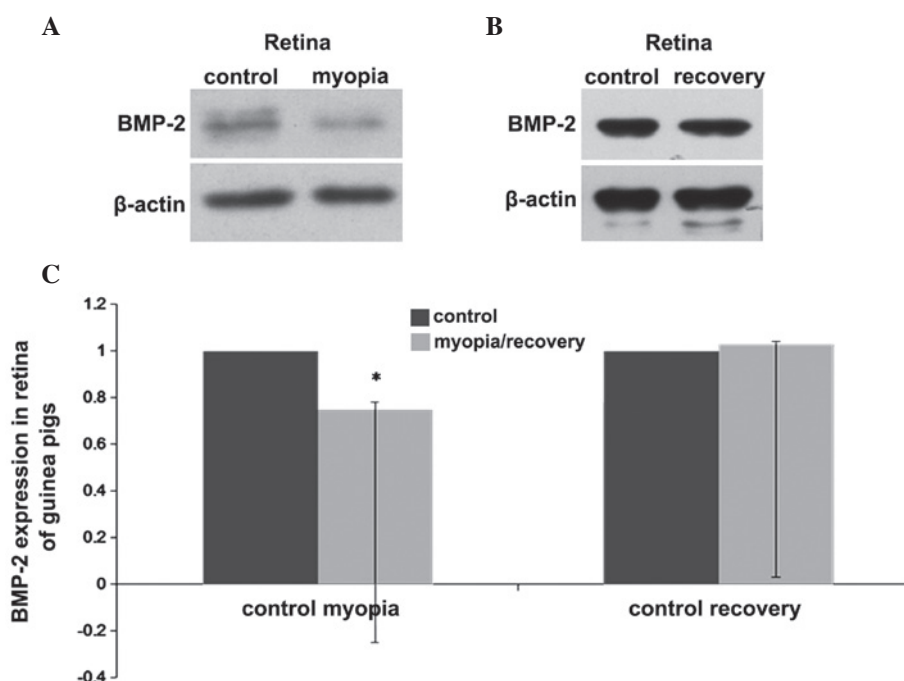 A
Retina
control myopia
BMP-2
β-actin
B
Retina
control recovery
BMP-2
β-actin
C
BMP-2 expression in retina
of guinea pigs
1.2
1
0.8
0.6
0.4
0.2
0
-0.2
-0.4
control
myopia/recovery
*
control myopia
control recovery